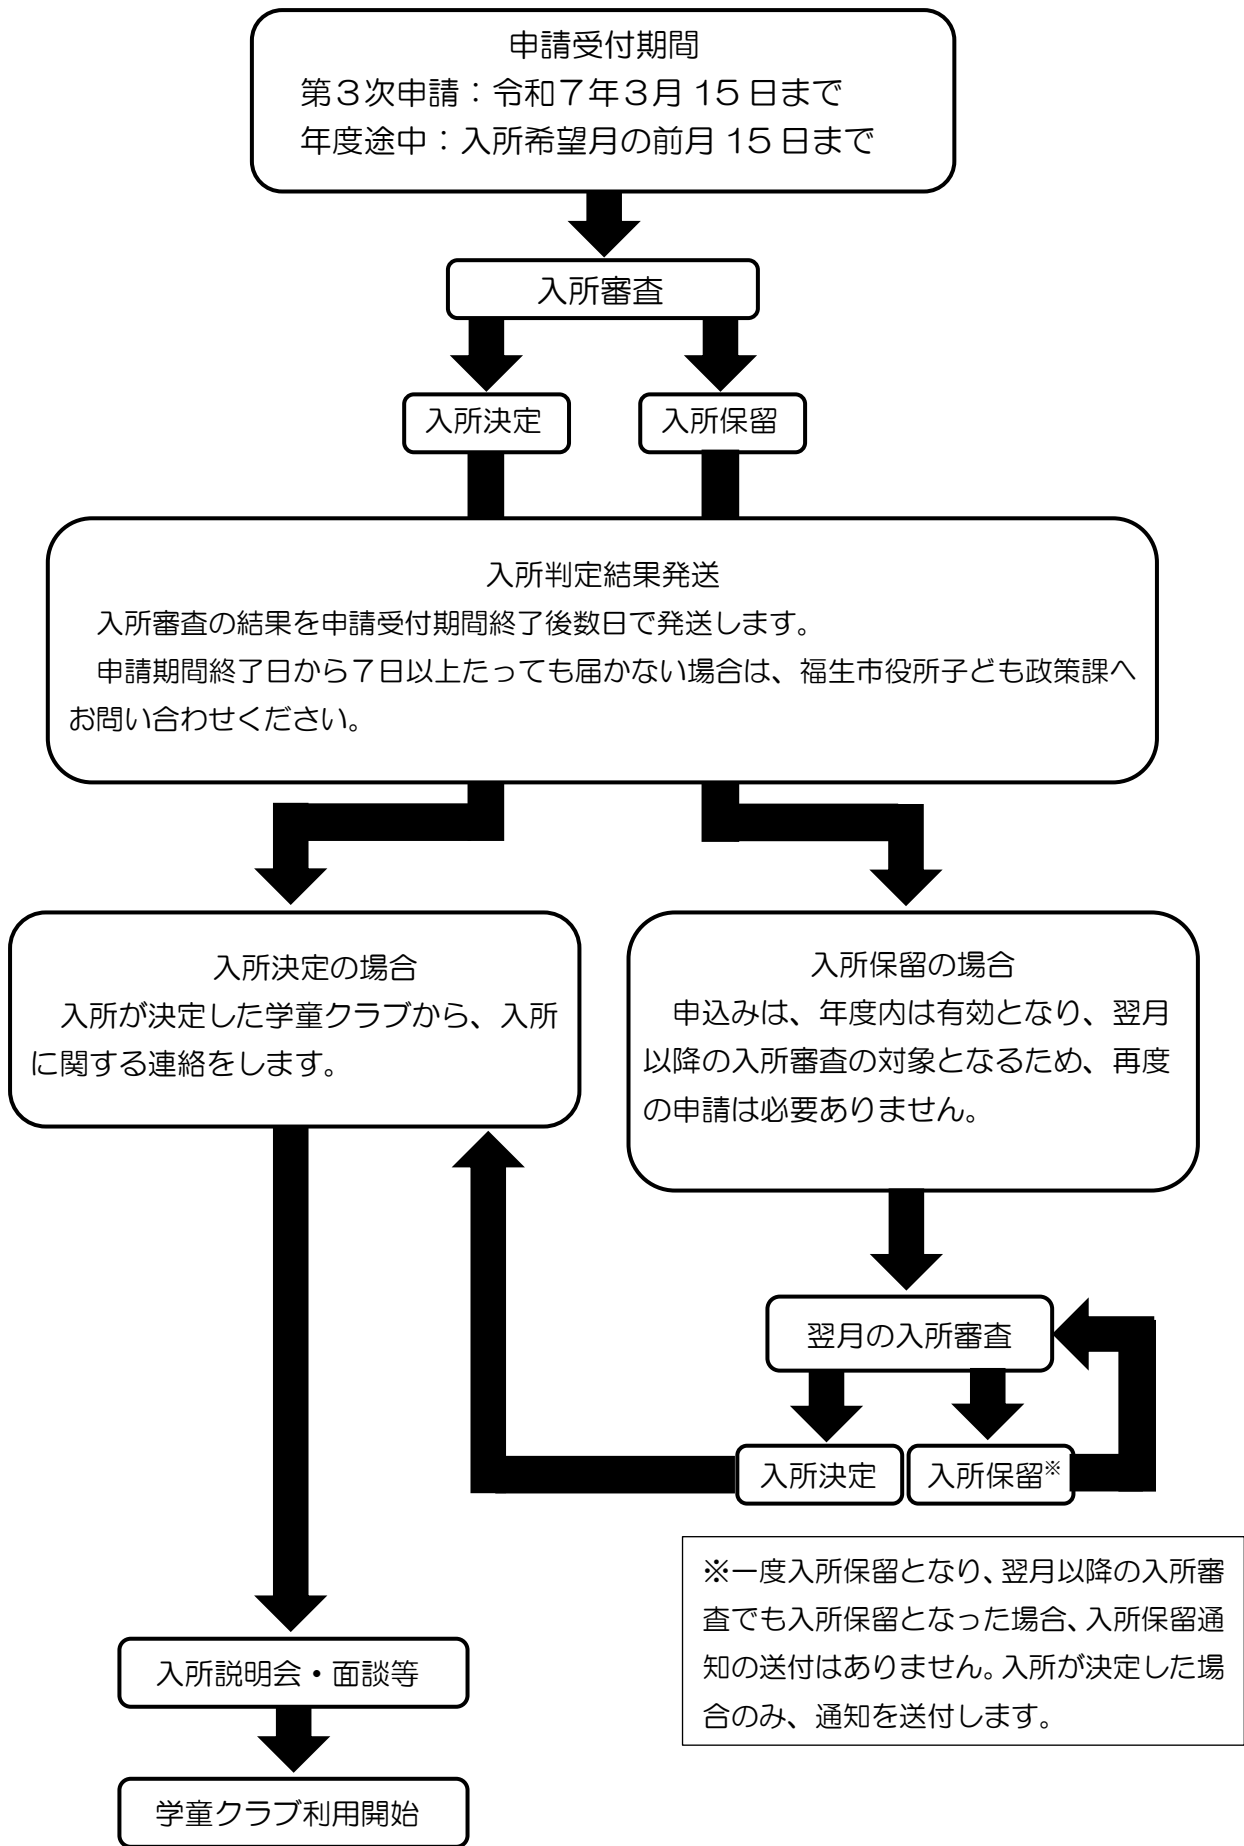 申請受付期間
第3次申請：令和7年3月15日まで
年度途中：入所希望月の前月15日まで
入所審査
入所決定
入所保留
入所判定結果発送
入所審査の結果を申請受付期間終了後数日で発送します。
申請期間終了日から7日以上たっても届かない場合は、福生市役所子ども政策課へ
お問い合わせください。
入所決定の場合
入所が決定した学童クラブから、入所
に関する連絡をします。
入所保留の場合
申込みは、年度内は有効となり、翌月
以降の入所審査の対象となるため、再度
の申請は必要ありません。
翌月の入所審査
入所決定
入所保留※
※一度入所保留となり、翌月以降の入所審
査でも入所保留となった場合、入所保留通
知の送付はありません。入所が決定した場
合のみ、通知を送付します。
入所説明会・面談等
学童クラブ利用開始